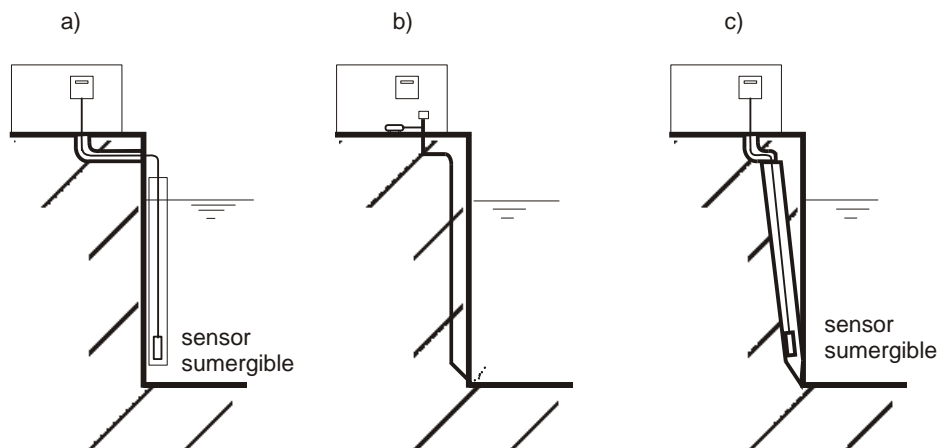 a)
b)
c)
sensor
sumergible
sensor
sumergible